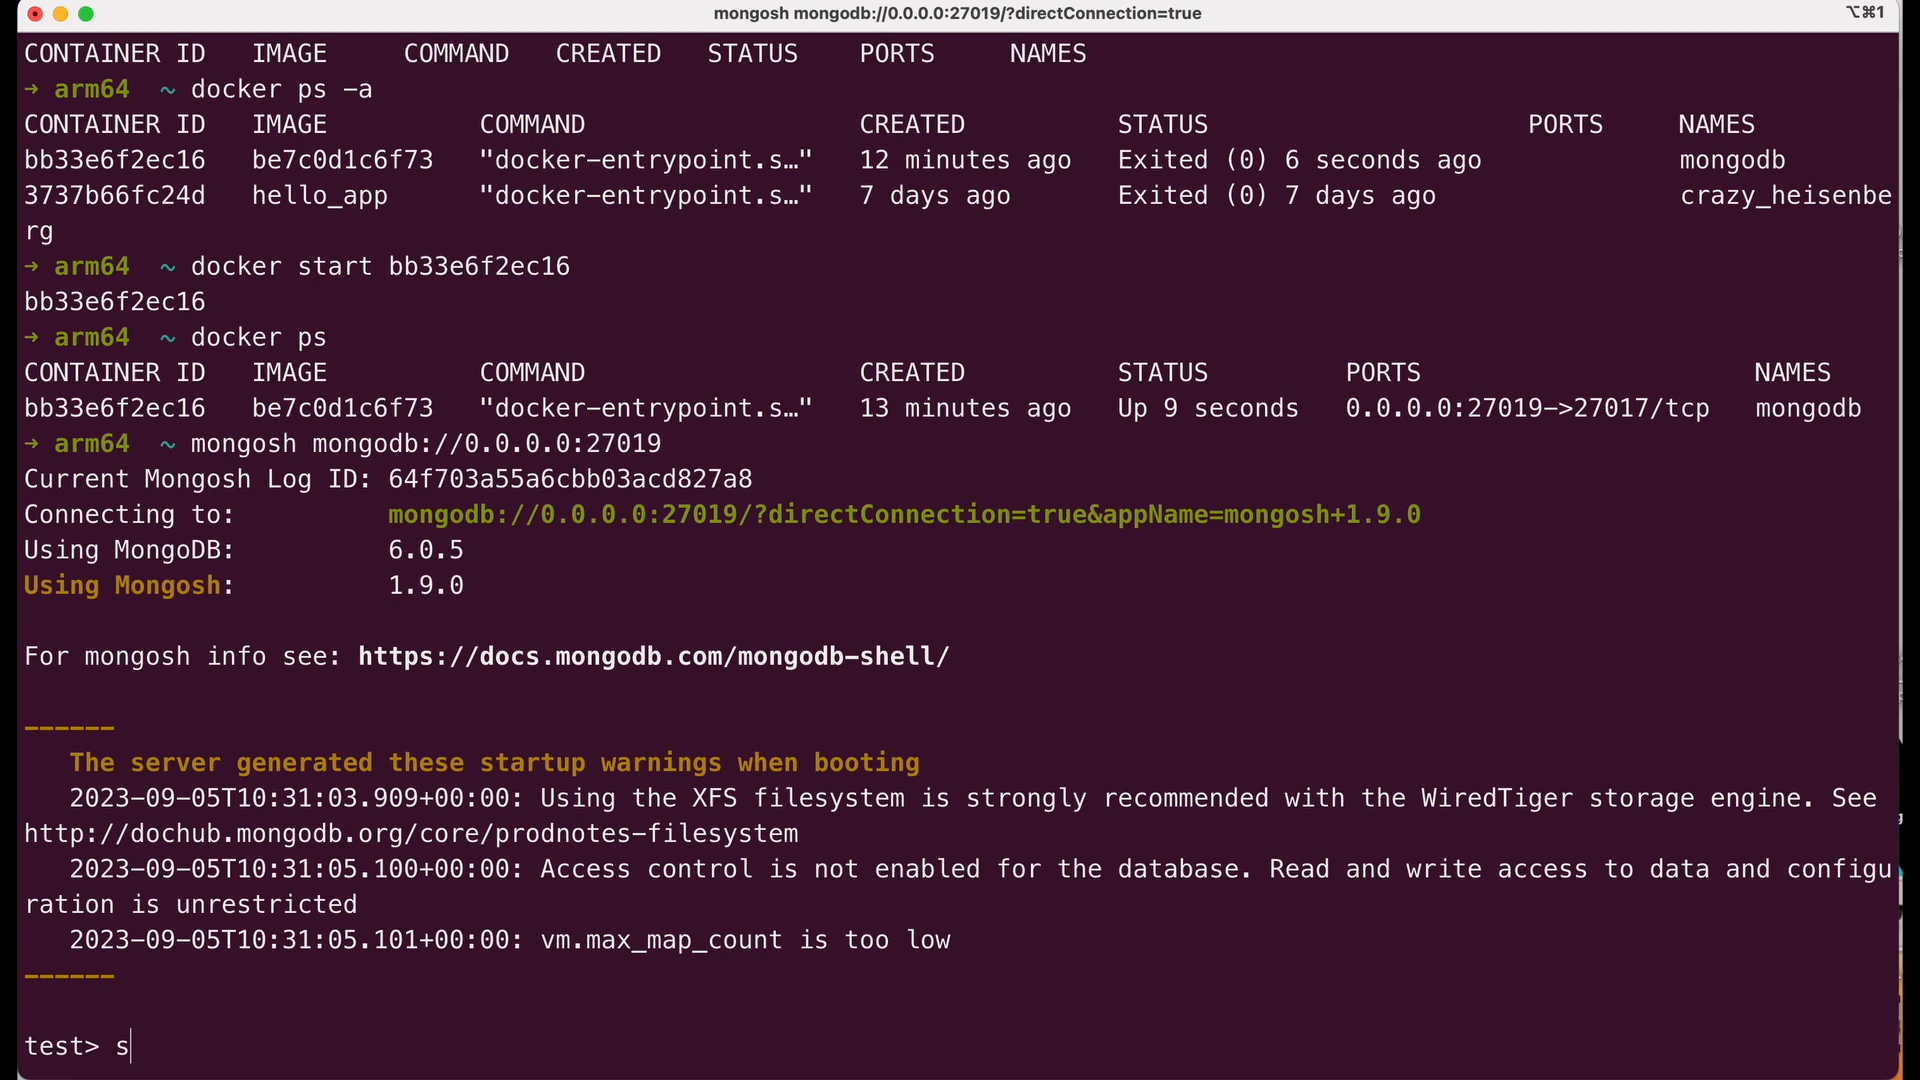 mongosh mongodb://0.0.0.0:27019/?directConnection=true ⌥⌘1
CONTAINER ID   IMAGE     COMMAND   CREATED   STATUS    PORTS     NAMES
→ arm64  ~ docker ps -a
CONTAINER ID   IMAGE          COMMAND                  CREATED          STATUS                     PORTS     NAMES
bb33e6f2ec16   be7c0d1c6f73   "docker-entrypoint.s…"   12 minutes ago   Exited (0) 6 seconds ago             mongodb
3737b66fc24d   hello_app      "docker-entrypoint.s…"   7 days ago       Exited (0) 7 days ago                crazy_heisenbe
rg
→ arm64  ~ docker start bb33e6f2ec16
bb33e6f2ec16
→ arm64  ~ docker ps
CONTAINER ID   IMAGE          COMMAND                  CREATED          STATUS         PORTS                      NAMES
bb33e6f2ec16   be7c0d1c6f73   "docker-entrypoint.s…"   13 minutes ago   Up 9 seconds   0.0.0.0:27019->27017/tcp   mongodb
→ arm64  ~ mongosh mongodb://0.0.0.0:27019
Current Mongosh Log ID: 64f703a55a6cbb03acd827a8
Connecting to:          mongodb://0.0.0.0:27019/?directConnection=true&appName=mongosh+1.9.0
Using MongoDB:          6.0.5
Using Mongosh:          1.9.0
For mongosh info see: https://docs.mongodb.com/mongodb-shell/
------
   The server generated these startup warnings when booting
   2023-09-05T10:31:03.909+00:00: Using the XFS filesystem is strongly recommended with the WiredTiger storage engine. See
http://dochub.mongodb.org/core/prodnotes-filesystem
   2023-09-05T10:31:05.100+00:00: Access control is not enabled for the database. Read and write access to data and configu
ration is unrestricted
   2023-09-05T10:31:05.101+00:00: vm.max_map_count is too low
------
test> s